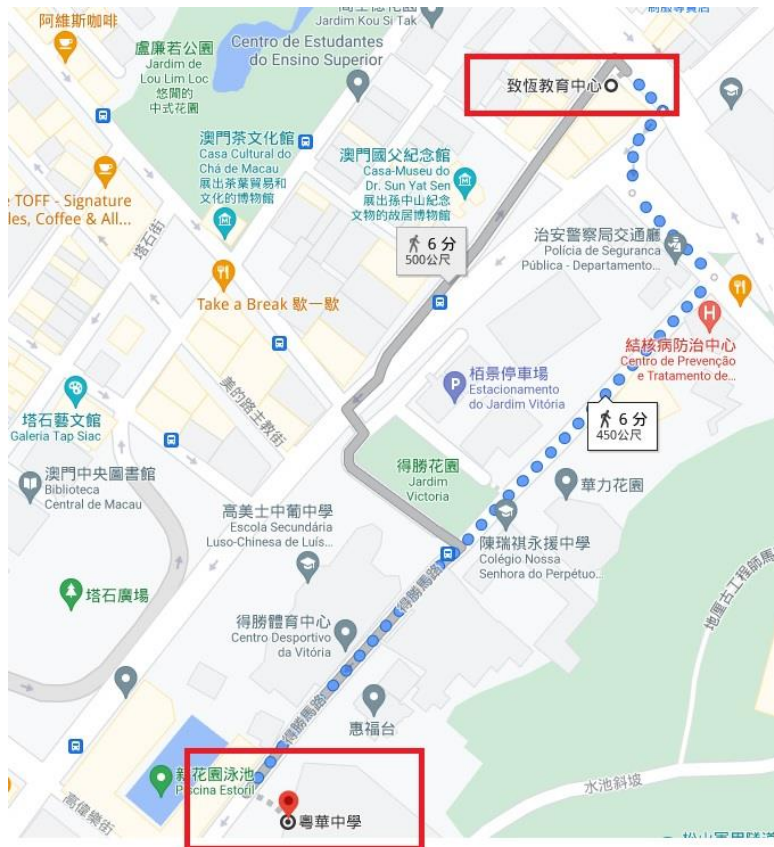 Jardim Kou Si Tak
阿維斯咖啡
盧廉若公園
Jardim de
Lou Lim Loc
悠閒的
中式花園
Centro de Estudantes
do Ensino Superior
致恆教育中心
澳門茶文化館
Casa Cultural do
Chá de Macau
展出茶葉貿易和
文化的博物館
澳門國父紀念館
Casa-Museu do
Dr. Sun Yat Sen
展出孫中山紀念
文物的故居博物館
TOFF - Signature
les, Coffee & All...
塔石街
6 分
500公尺
治安警察局交通廳
Polícia de Seguranca
Pública - Departamento...
Take a Break 歇一歇
結核病防治中心
Centro de Prevenção
e Tratamento de...
H
P
栢景停車場
Estacionamento
do Jardim Vitória
美的路主教街
6 分
450公尺
塔石藝文館
Galeria Tap Siac
澳門中央圖書館
Biblioteca
Central de Macau
得勝花園
Jardim
Victoria
華力花園
高美士中葡中學
Escola Secundária
Luso-Chinesa de Luís...
陳瑞祺永援中學
Colégio Nossa
Senhora do Perpétuo...
得勝馬路
地厘古工程師馬
塔石廣場
得勝體育中心
Centro Desportivo
da Vitória
得勝馬路
惠福台
新花園泳池
Piscina Estoril
水池斜坡
高偉樂街
粵華中學